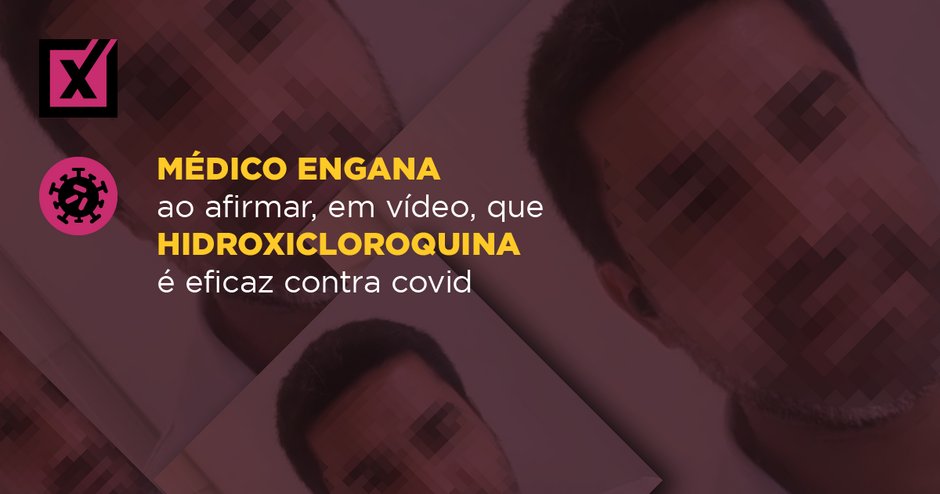 MÉDICO ENGANA
ao afirmar, em vídeo, que
HIDROXICLOROQUINA
é eficaz contra covid